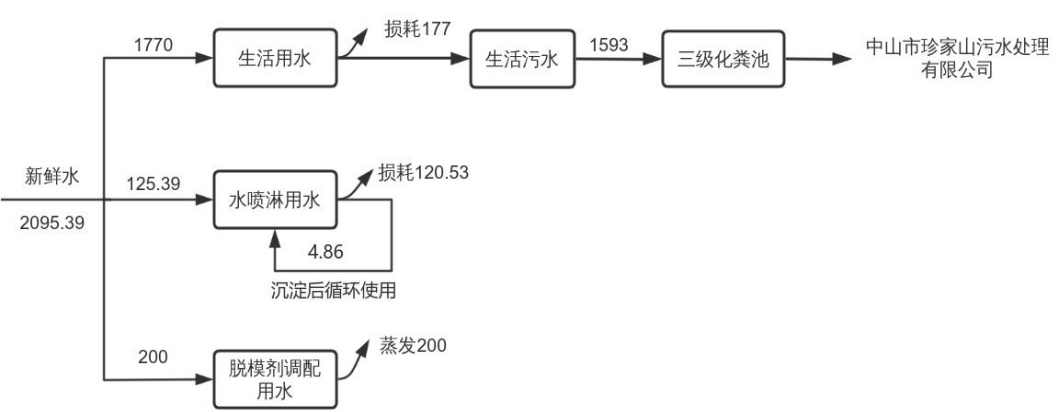 损耗177
1770
生活用水
生活污水
1593
三级化粪池
中山市珍家山污水处理
有限公司
新鲜水
2095.39
125.39
水喷淋用水
损耗120.53
4.86
沉淀后循环使用
200
脱模剂调配
用水
蒸发200